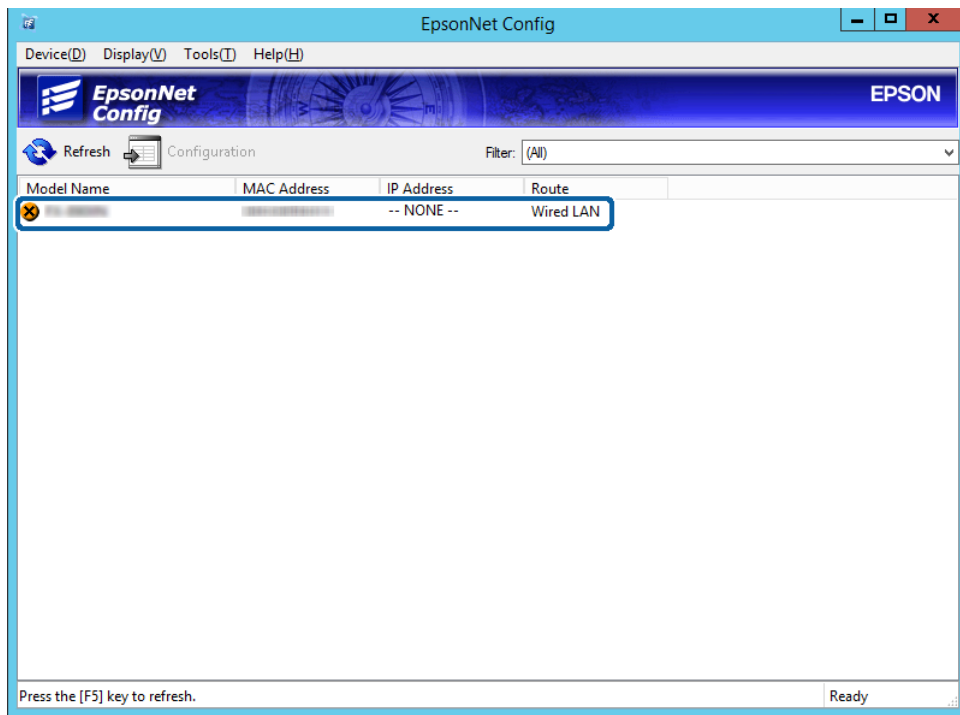 EpsonNet Config
Device(D) Display(V) Tools(T) Help(H)
EpsonNet
Config
EPSON
Refresh Configuration Filter: (All)
Model Name MAC Address IP Address Route
-- NONE -- Wired LAN
Press the [F5] key to refresh. Ready